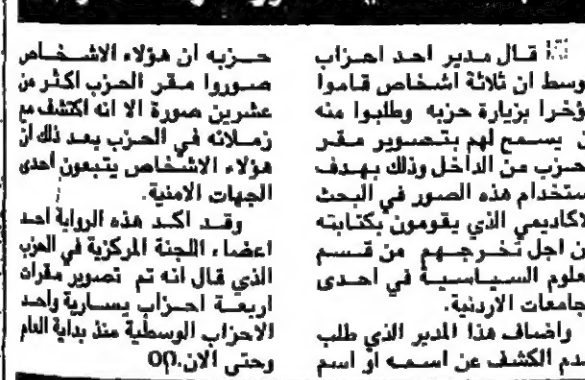 قال مدير احد احزاب
وسط ان ثلاثة اشخاص قاموا
ؤخرا بزيارة حزبه وطلبوا منه
ن يسمح لهم بتصوير مقر
حزب من الداخل وذلك بهدف
ستخدام هذه الصور في البحث
لاكاديمي الذي يقومون بكتابته
ن اجل تخرجهم من قسم
علوم السياسية في احدى
جامعات الاردنية.
واضاف هذا المدير الذي طلب
دم الكشف عن اسمه او اسم
حزبه ان هؤلاء الاشخاص
صوروا مقر الحزب اكثر من
عشرين صورة الا انه اكتشف مع
زملائه في الحزب بعد ذلك ان
هؤلاء الاشخاص يتبعون احدى
الجهات الامنية.
وقد اكد هذه الرواية احد
اعضاء اللجنة المركزية في الحزب
الذي قال انه تم تصوير مقرات
اربعة احزاب يسارية واحد
الاحزاب الوسطية منذ بداية العام
وحتى الان.